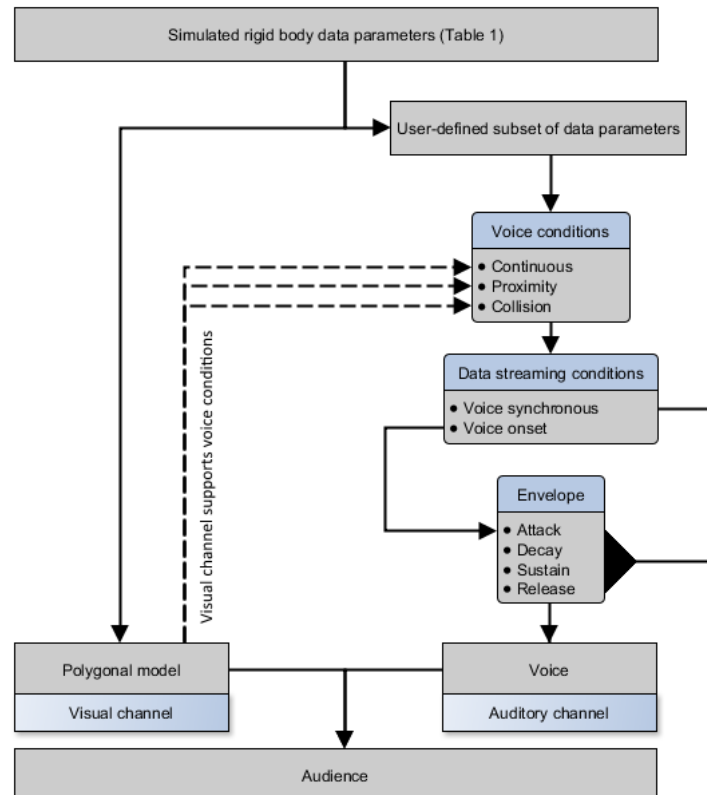 Simulated rigid body data parameters (Table 1)
User-defined subset of data parameters
Voice conditions
• Continuous
• Proximity
• Collision
Data streaming conditions
• Voice synchronous
• Voice onset
Visual channel supports voice conditions
Envelope
• Attack
• Decay
• Sustain
• Release
Polygonal model
Visual channel
Voice
Auditory channel
Audience